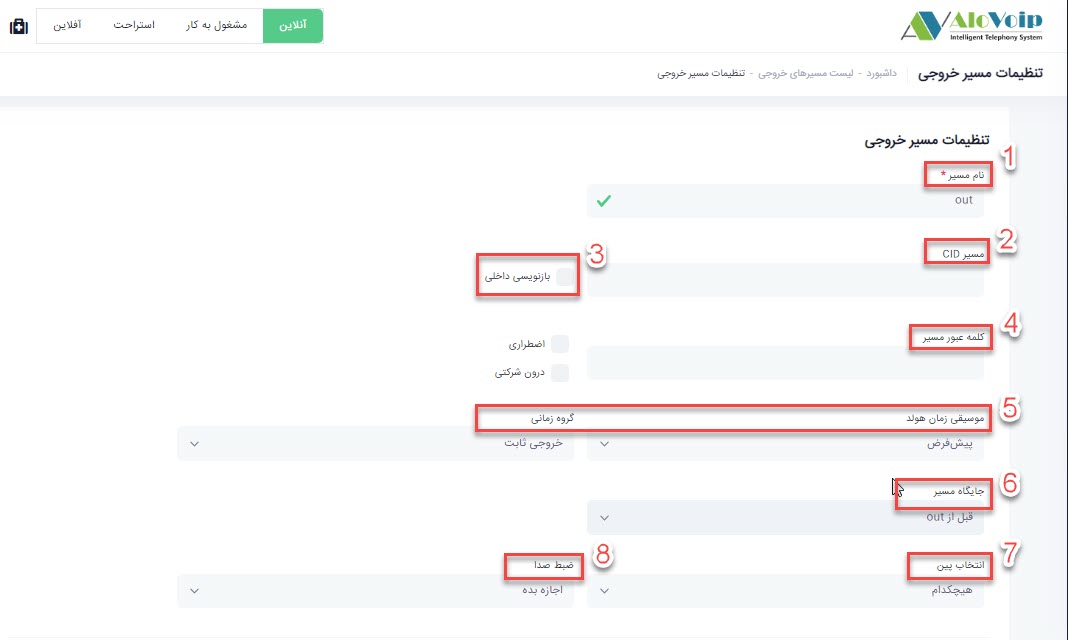 AloVoip
Intelligent Telephony System
آنلاین
مشغول به کار
استراحت
آفلاین
تنظیمات مسیر خروجی
داشبورد - لیست مسیرهای خروجی - تنظیمات مسیر خروجی
تنظیمات مسیر خروجی
1
نام مسیر *
out
2
مسیر CID
3
بازنویسی داخلی
4
کلمه عبور مسیر
اضطراری
درون شرکتی
5
موسیقی زمان هولد
گروه زمانی
پیش‌فرض
خروجی ثابت
6
جایگاه مسیر
قبل از out
7
انتخاب پین
8
ضبط صدا
هیچکدام
اجازه بده